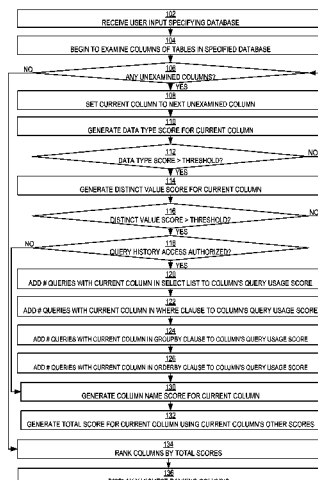 102
RECEIVE USER INPUT SPECIFYING DATABASE
104
BEGIN TO EXAMINE COLUMNS OF TABLES IN SPECIFIED DATABASE
NO
106
ANY UNEXAMINED COLUMNS?
YES
108
SET CURRENT COLUMN TO NEXT UNEXAMINED COLUMN
110
GENERATE DATA TYPE SCORE FOR CURRENT COLUMN
112
NO
DATA TYPE SCORE > THRESHOLD?
YES
114
GENERATE DISTINCT VALUE SCORE FOR CURRENT COLUMN
116
NO
DISTINCT VALUE SCORE > THRESHOLD?
YES
118
NO
QUERY HISTORY ACCESS AUTHORIZED?
YES
120
ADD # QUERIES WITH CURRENT COLUMN IN SELECT LIST TO COLUMN'S QUERY USAGE SCORE
122
ADD # QUERIES WITH CURRENT COLUMN IN WHERE CLAUSE TO COLUMN'S QUERY USAGE SCORE
124
ADD # QUERIES WITH CURRENT COLUMN IN GROUPBY CLAUSE TO COLUMN'S QUERY USAGE SCORE
126
ADD # QUERIES WITH CURRENT COLUMN IN ORDERBY CLAUSE TO COLUMN'S QUERY USAGE SCORE
130
GENERATE COLUMN NAME SCORE FOR CURRENT COLUMN
132
GENERATE TOTAL SCORE FOR CURRENT COLUMN USING CURRENT COLUMN'S OTHER SCORES
134
RANK COLUMNS BY TOTAL SCORES
136